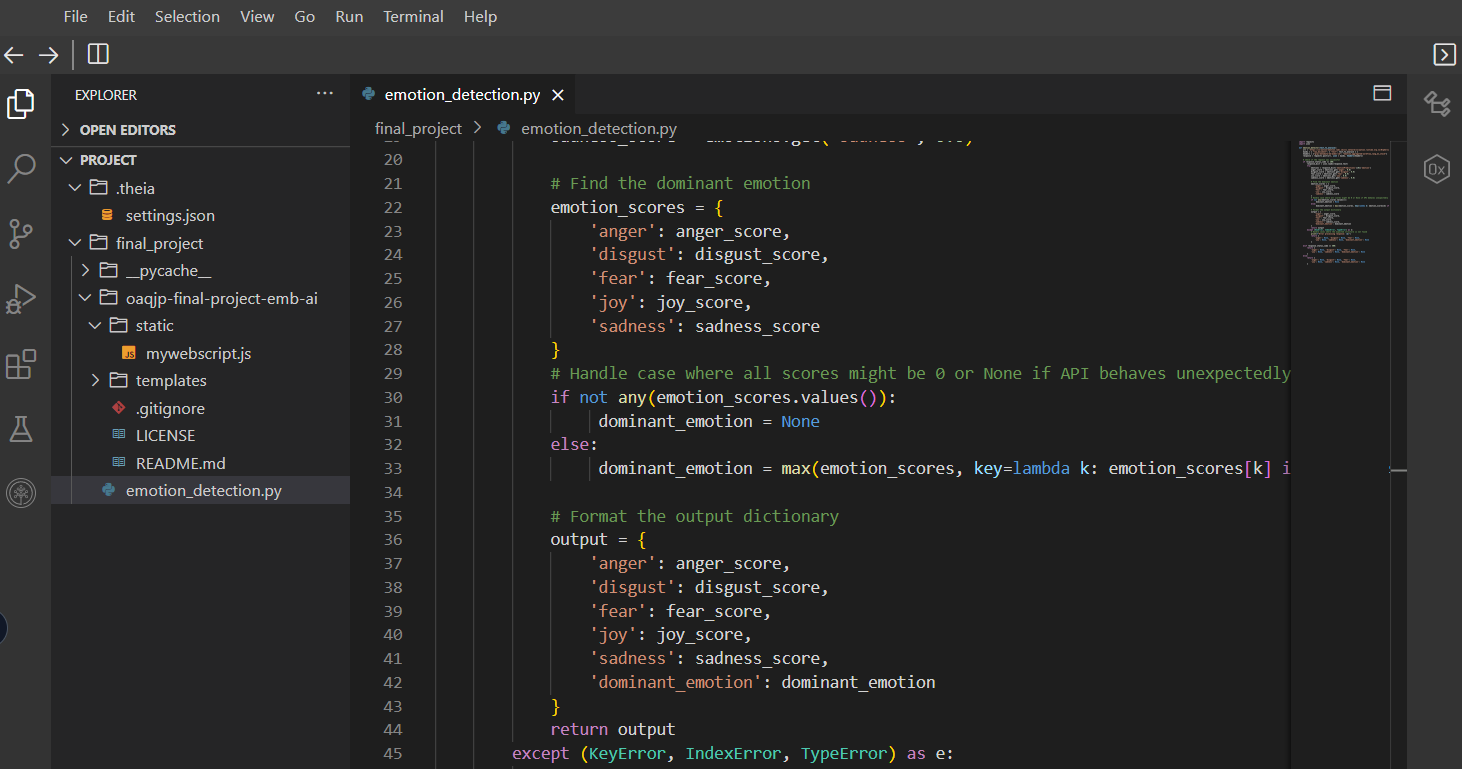 File Edit Selection View Go Run Terminal Help
EXPLORER
OPEN EDITORS
PROJECT
.theia
settings.json
final_project
__pycache__
oaqjp-final-project-emb-ai
static
JS mywebscript.js
templates
.gitignore
LICENSE
README.md
emotion_detection.py
emotion_detection.py
final_project > emotion_detection.py
20
21 # Find the dominant emotion
22 emotion_scores = {
23 'anger': anger_score,
24 'disgust': disgust_score,
25 'fear': fear_score,
26 'joy': joy_score,
27 'sadness': sadness_score
28 }
29 # Handle case where all scores might be 0 or None if API behaves unexpectedly
30 if not any(emotion_scores.values()):
31 dominant_emotion = None
32 else:
33 dominant_emotion = max(emotion_scores, key=lambda k: emotion_scores[k] i
34
35 # Format the output dictionary
36 output = {
37 'anger': anger_score,
38 'disgust': disgust_score,
39 'fear': fear_score,
40 'joy': joy_score,
41 'sadness': sadness_score,
42 'dominant_emotion': dominant_emotion
43 }
44 return output
45 except (KeyError, IndexError, TypeError) as e:
0x